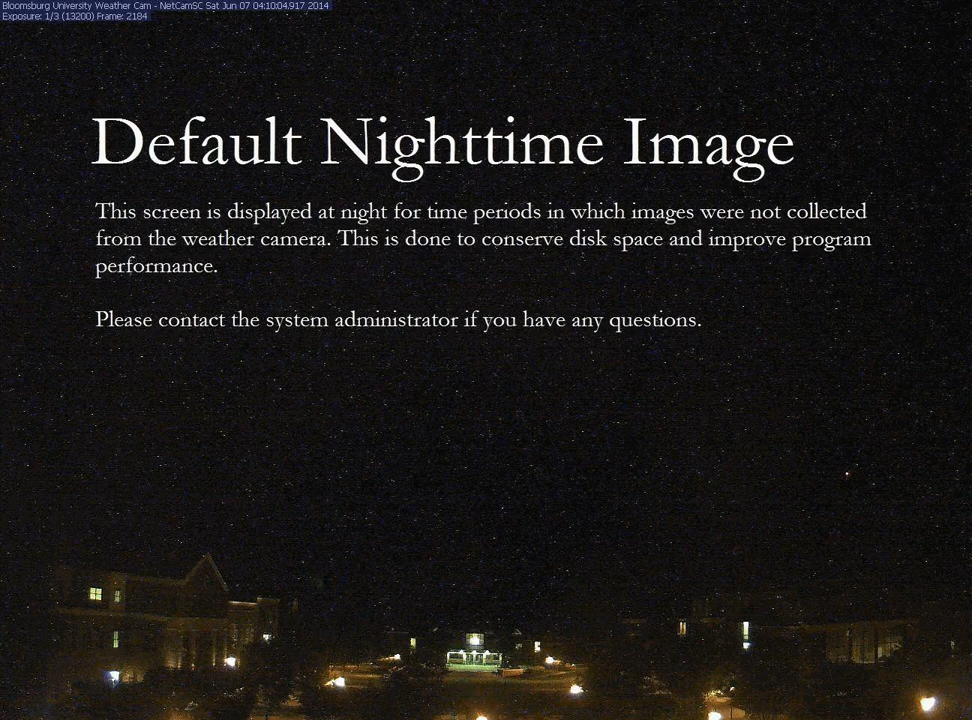 Bloomsburg University Weather Cam - NetCamSC Sat Jun 07 04:10:04.917 2014
Exposure: 1/3 (13200) Frame: 2184
Default Nighttime Image
This screen is displayed at night for time periods in which images were not collected
from the weather camera. This is done to conserve disk space and improve program
performance.
Please contact the system administrator if you have any questions.